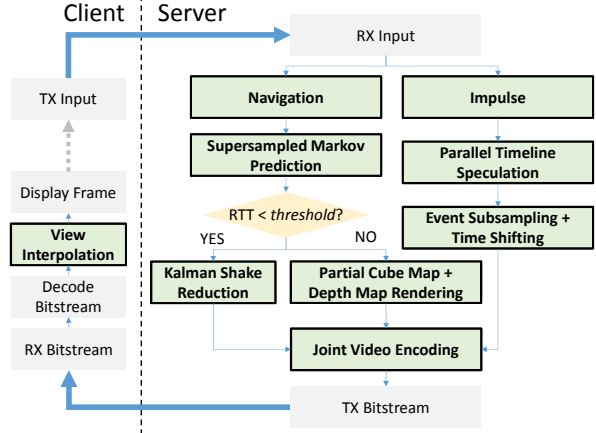 Client
Server
RX Input
TX Input
Navigation
Impulse
Supersampled Markov
Prediction
Parallel Timeline
Speculation
Display Frame
RTT < threshold?
Event Subsampling +
Time Shifting
View
Interpolation
YES
NO
Kalman Shake
Reduction
Partial Cube Map +
Depth Map Rendering
Decode
Bitstream
RX Bitstream
Joint Video Encoding
TX Bitstream